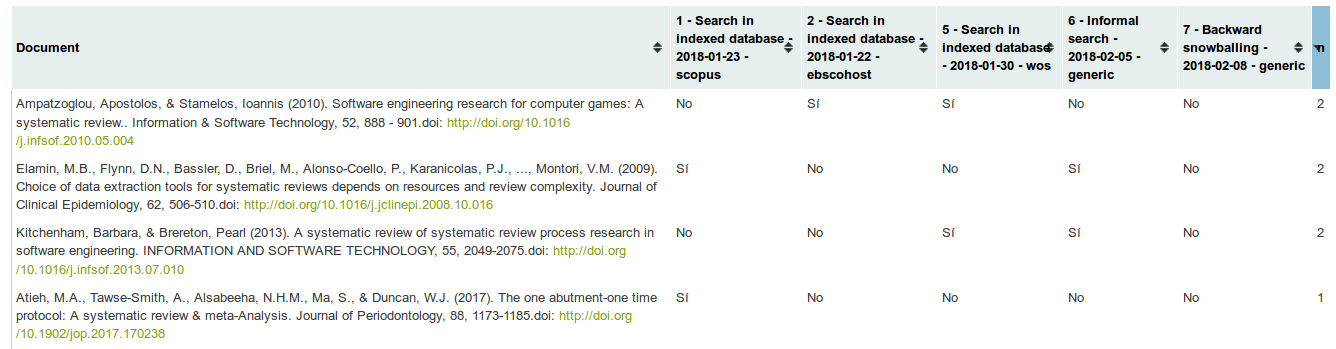 Document
1 - Search in
indexed database -
2018-01-23 -
scopus
2 - Search in
indexed database -
2018-01-22 -
ebscohost
5 - Search in
indexed database
- 2018-01-30 - wos
6 - Informal
search -
2018-02-05 -
generic
7 - Backward
snowballing -
2018-02-08 - generic
n
Ampatzoglou, Apostolos, & Stamelos, Ioannis (2010). Software engineering research for computer games: A
systematic review.. Information & Software Technology, 52, 888 - 901.doi: http://doi.org/10.1016
/j.infsof.2010.05.004
No
Sí
Sí
No
No
2
Elamin, M.B., Flynn, D.N., Bassler, D., Briel, M., Alonso-Coello, P., Karanicolas, P.J., ..., Montori, V.M. (2009).
Choice of data extraction tools for systematic reviews depends on resources and review complexity. Journal of
Clinical Epidemiology, 62, 506-510.doi: http://doi.org/10.1016/j.jclinepi.2008.10.016
Sí
No
No
Sí
No
2
Kitchenham, Barbara, & Brereton, Pearl (2013). A systematic review of systematic review process research in
software engineering. INFORMATION AND SOFTWARE TECHNOLOGY, 55, 2049-2075.doi: http://doi.org
/10.1016/j.infsof.2013.07.010
No
No
Sí
Sí
No
2
Atieh, M.A., Tawse-Smith, A., Alsabeeha, N.H.M., Ma, S., & Duncan, W.J. (2017). The one abutment-one time
protocol: A systematic review & meta-Analysis. Journal of Periodontology, 88, 1173-1185.doi: http://doi.org
/10.1902/jop.2017.170238
Sí
No
No
No
No
1